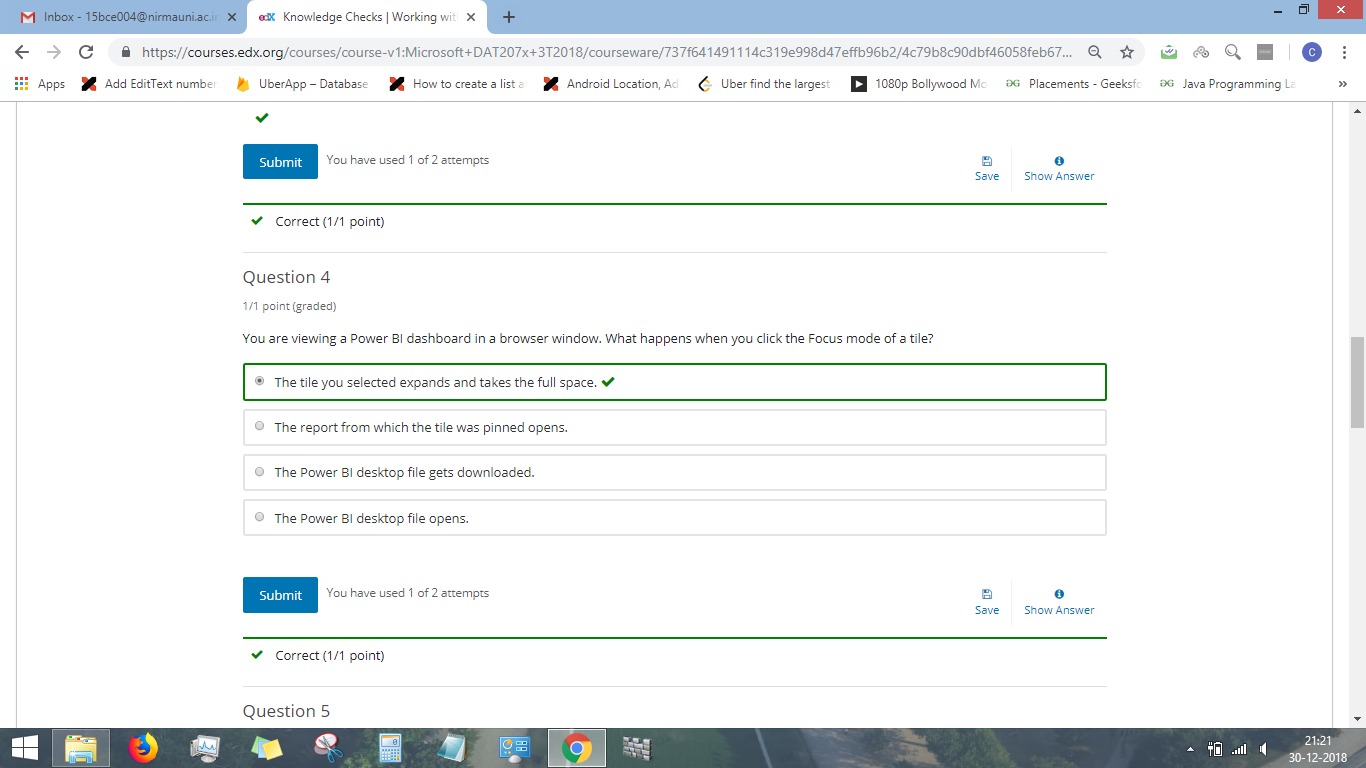 Inbox - 15bce004@nirmauni.ac.in
edX Knowledge Checks | Working wit
https://courses.edx.org/courses/course-v1:Microsoft+DAT207x+3T2018/courseware/737f641491114c319e998d47effb96b2/4c79b8c90dbf46058feb67...
C
Apps
Add EditText number
UberApp – Database
How to create a list a
Android Location, Ad
Uber find the largest
1080p Bollywood Mo
Placements - Geeksfo
Java Programming La
»
Submit
You have used 1 of 2 attempts
Save
Show Answer
Correct (1/1 point)
Question 4
1/1 point (graded)
You are viewing a Power BI dashboard in a browser window. What happens when you click the Focus mode of a tile?
The tile you selected expands and takes the full space.
The report from which the tile was pinned opens.
The Power BI desktop file gets downloaded.
The Power BI desktop file opens.
Submit
You have used 1 of 2 attempts
Save
Show Answer
Correct (1/1 point)
Question 5
21:21
30-12-2018